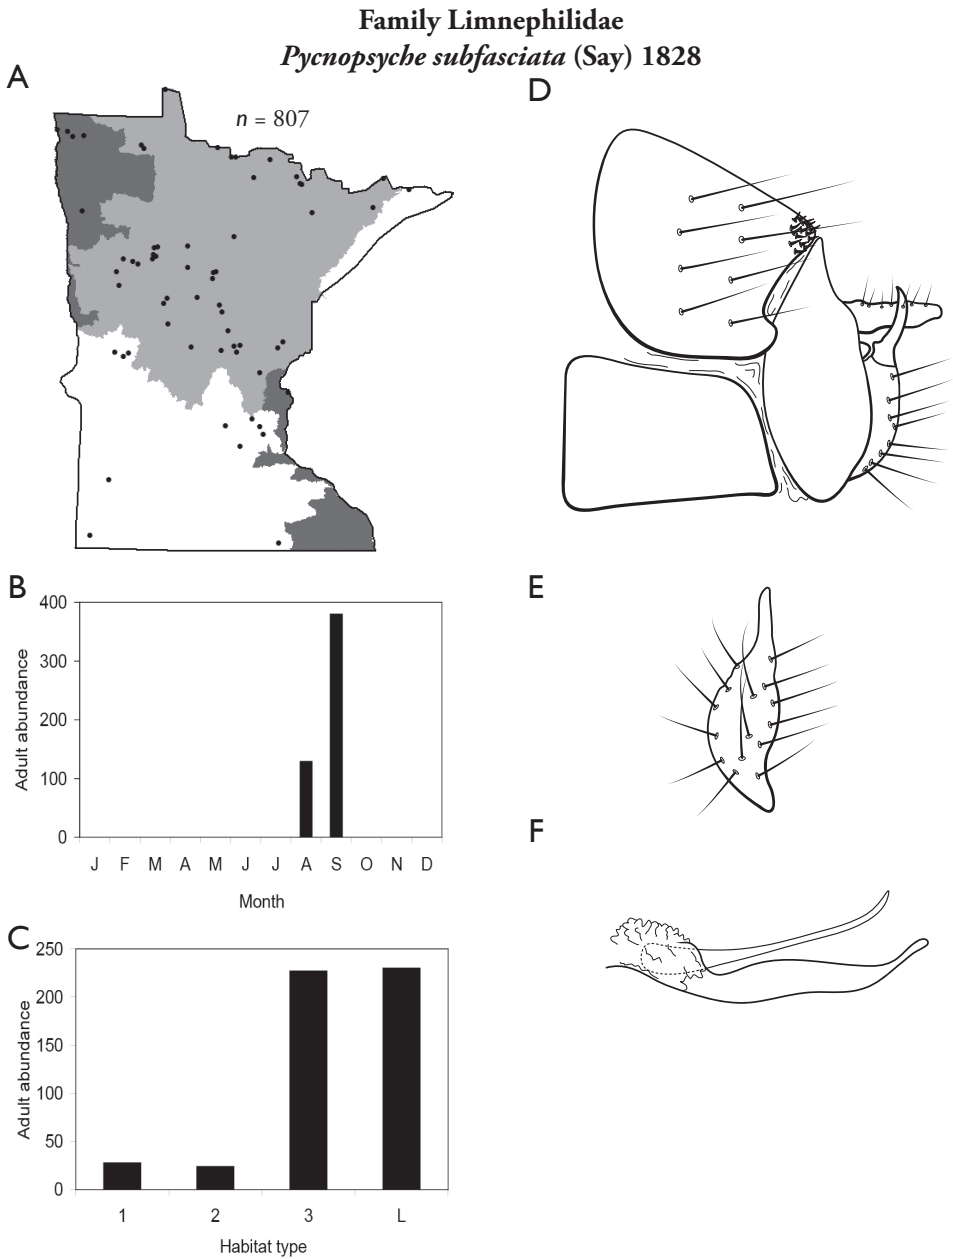 Family Limnephilidae
Pycnopsyche subfasciata (Say) 1828
A
n = 807
B
400
300
200
100
0
Adult abundance
J F M A M J J A S O N D
Month
C
250
200
150
100
50
0
Adult abundance
1 2 3 L
Habitat type
D
E
F